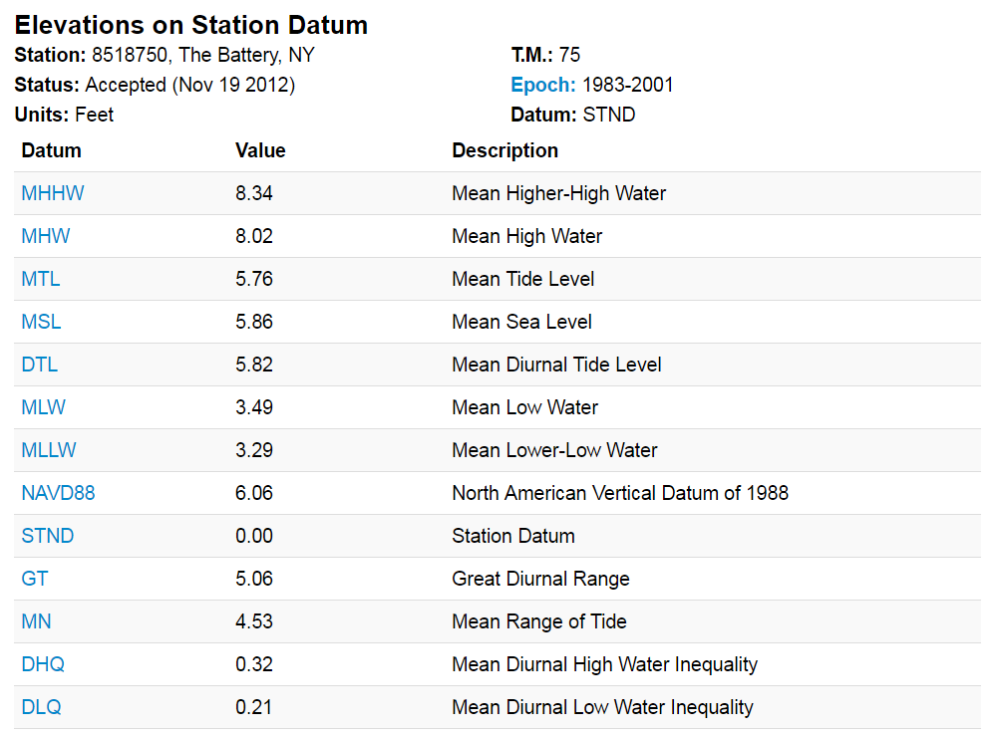 Elevations on Station Datum
Station: 8518750, The Battery, NY T.M.: 75
Status: Accepted (Nov 19 2012) Epoch: 1983-2001
Units: Feet Datum: STND
Datum Value Description
MHHW 8.34 Mean Higher-High Water
MHW 8.02 Mean High Water
MTL 5.76 Mean Tide Level
MSL 5.86 Mean Sea Level
DTL 5.82 Mean Diurnal Tide Level
MLW 3.49 Mean Low Water
MLLW 3.29 Mean Lower-Low Water
NAVD88 6.06 North American Vertical Datum of 1988
STND 0.00 Station Datum
GT 5.06 Great Diurnal Range
MN 4.53 Mean Range of Tide
DHQ 0.32 Mean Diurnal High Water Inequality
DLQ 0.21 Mean Diurnal Low Water Inequality